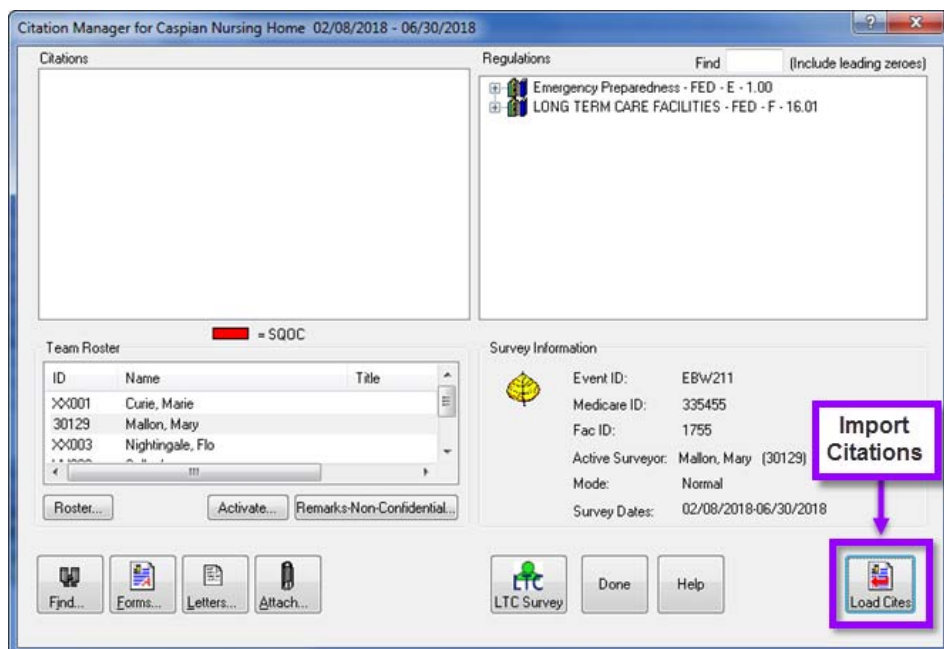 Citation Manager for Caspian Nursing Home 02/08/2018 - 06/30/2018
Citations
Regulations
Find
(Include leading zeroes)
Emergency Preparedness - FED - E - 1.00
LONG TERM CARE FACILITIES - FED - F - 16.01
= SQOC
Team Roster
ID Name Title
XX001 Curie, Marie
30129 Mallon, Mary
XX003 Nightingale, Flo
Roster...
Activate...
Remarks-Non-Confidential...
Survey Information
Event ID: EBW211
Medicare ID: 335455
Fac ID: 1755
Active Surveyor: Mallon, Mary (30129)
Mode: Normal
Survey Dates: 02/08/2018-06/30/2018
Import
Citations
Find...
Forms...
Letters...
Attach...
LTC
LTC Survey
Done
Help
Load Cites